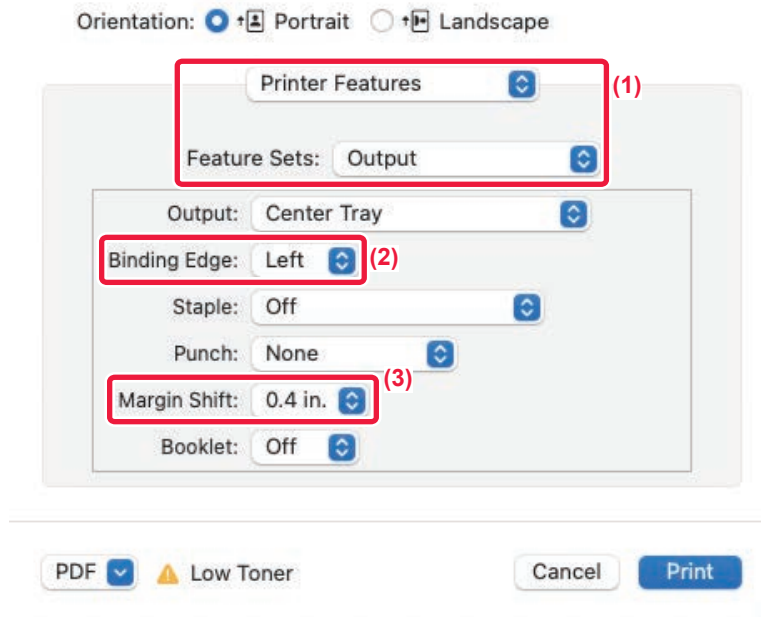 Orientation: Portrait Landscape
Printer Features (1)
Feature Sets: Output
Output: Center Tray
Binding Edge: Left (2)
Staple: Off
Punch: None
(3)
Margin Shift: 0.4 in.
Booklet: Off
PDF Low Toner Cancel Print